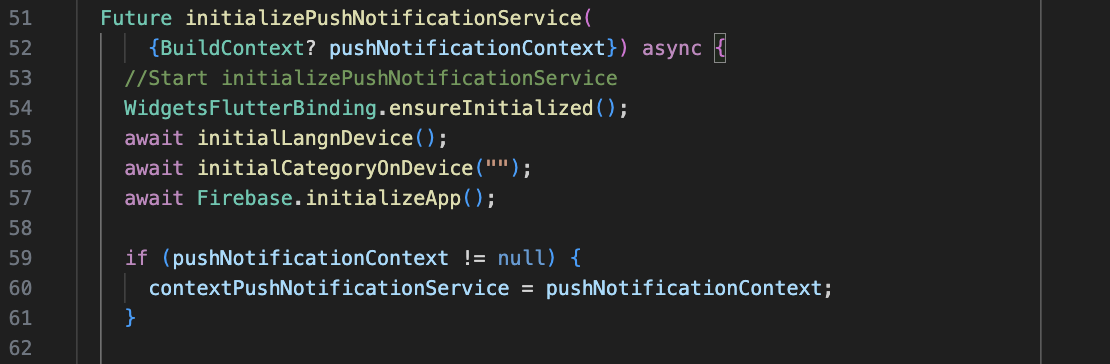 51 Future initializePushNotificationService(
52 {BuildContext? pushNotificationContext}) async {
53 //Start initializePushNotificationService
54 WidgetsFlutterBinding.ensureInitialized();
55 await initialLangnDevice();
56 await initialCategoryOnDevice("");
57 await Firebase.initializeApp();
58
59 if (pushNotificationContext != null) {
60 contextPushNotificationService = pushNotificationContext;
61 }
62